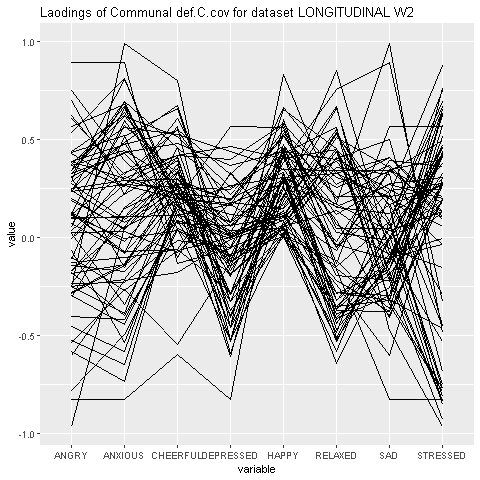 Laodings of Communal def.C.cov for dataset LONGITUDINAL W2
1.0
0.5
0.0
-0.5
-1.0
value
ANGRY ANXIOUS CHEERFULDEPRESSED HAPPY RELAXED SAD STRESSED
variable